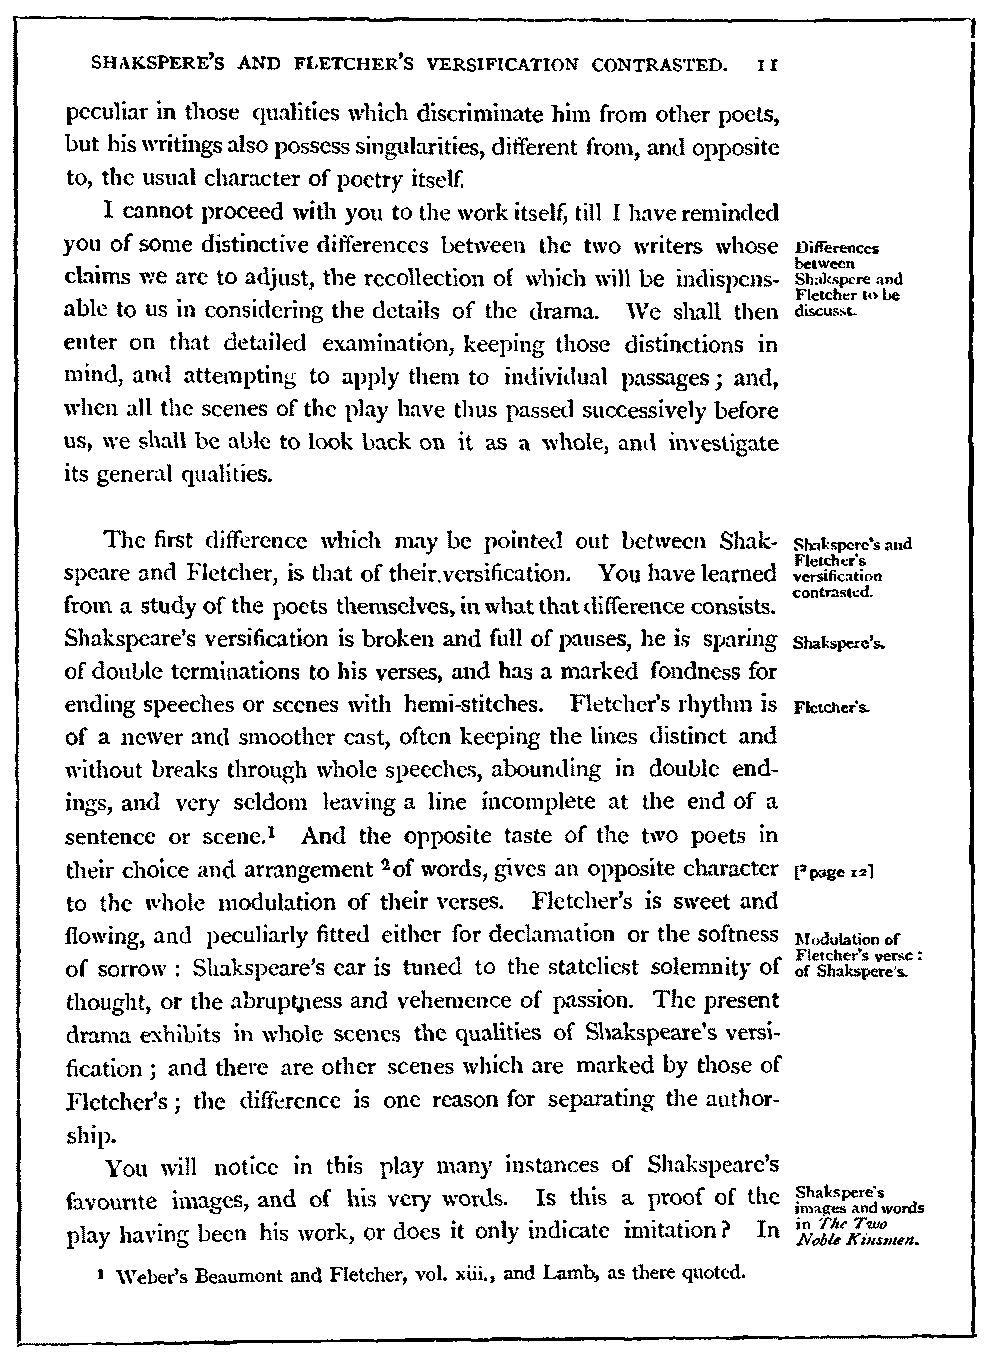 SHAKSPERE'S AND FLETCHER'S VERSIFICATION CONTRASTED. 11
peculiar in those qualities which discriminate him from other poets,
but his writings also possess singularities, different from, and opposite
to, the usual character of poetry itself.
I cannot proceed with you to the work itself, till I have reminded
you of some distinctive differences between the two writers whose
claims we are to adjust, the recollection of which will be indispens-
able to us in considering the details of the drama. We shall then
enter on that detailed examination, keeping those distinctions in
mind, and attempting to apply them to individual passages; and,
when all the scenes of the play have thus passed successively before
us, we shall be able to look back on it as a whole, and investigate
its general qualities.
Differences
between
Shakspere and
Fletcher to be
discusst.
The first difference which may be pointed out between Shak-
speare and Fletcher, is that of their versification. You have learned
from a study of the poets themselves, in what that difference consists.
Shakspeare's versification is broken and full of pauses, he is sparing
of double terminations to his verses, and has a marked fondness for
ending speeches or scenes with hemi-stitches. Fletcher's rhythm is
of a newer and smoother cast, often keeping the lines distinct and
without breaks through whole speeches, abounding in double end-
ings, and very seldom leaving a line incomplete at the end of a
sentence or scene.¹ And the opposite taste of the two poets in
their choice and arrangement ²of words, gives an opposite character
to the whole modulation of their verses. Fletcher's is sweet and
flowing, and peculiarly fitted either for declamation or the softness
of sorrow: Shakspeare's ear is tuned to the stateliest solemnity of
thought, or the abruptness and vehemence of passion. The present
drama exhibits in whole scenes the qualities of Shakspeare's versi-
fication; and there are other scenes which are marked by those of
Fletcher's; the difference is one reason for separating the author-
ship.
Shakspere's and
Fletcher's
versification
contrasted.
Shakspere's.
Fletcher's.
[² page 12]
Modulation of
Fletcher's verse:
of Shakspere's.
You will notice in this play many instances of Shakspeare's
favourite images, and of his very words. Is this a proof of the
play having been his work, or does it only indicate imitation? In
Shakspere's
images and words
in The Two
Noble Kinsmen.
¹ Weber's Beaumont and Fletcher, vol. xiii., and Lamb, as there quoted.